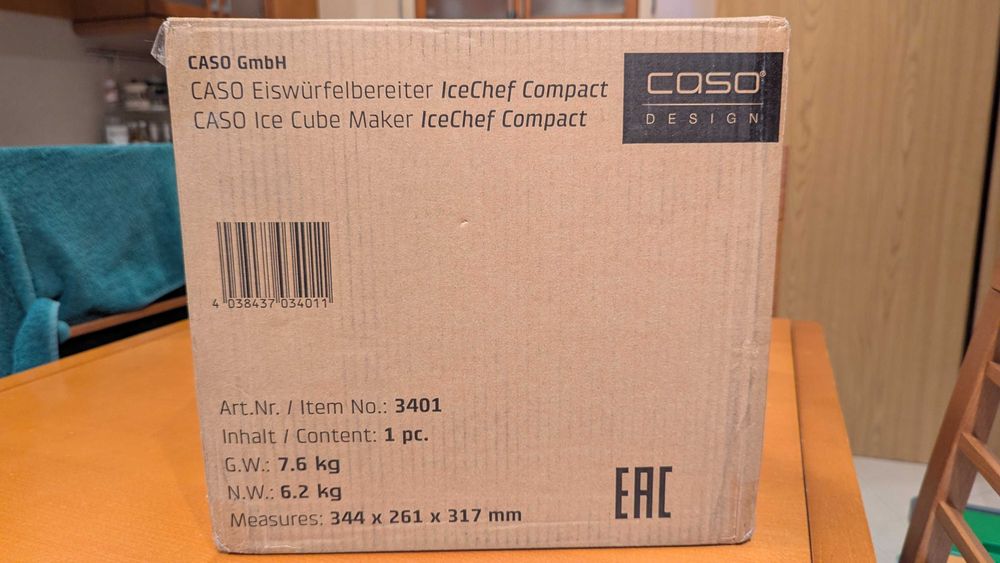 CASO GmbH
CASO Eiswürfelbereiter IceChef Compact
CASO Ice Cube Maker IceChef Compact
caso®
DESIGN
4 038437 034011
Art.Nr. / Item No.: 3401
Inhalt / Content: 1 pc.
G.W.: 7.6 kg
N.W.: 6.2 kg
Measures: 344 x 261 x 317 mm
EAC